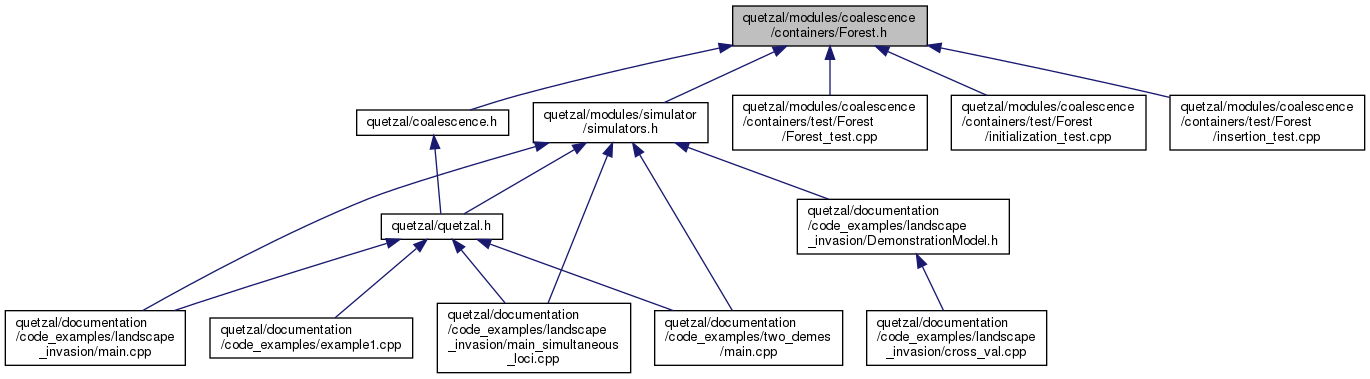 quetzal/modules/coalescence
/containers/Forest.h
quetzal/coalescence.h
quetzal/modules/simulator
/simulators.h
quetzal/modules/coalescence
/containers/test/Forest
/Forest_test.cpp
quetzal/modules/coalescence
/containers/test/Forest
/initialization_test.cpp
quetzal/modules/coalescence
/containers/test/Forest
/insertion_test.cpp
quetzal/quetzal.h
quetzal/documentation
/code_examples/landscape
_invasion/DemonstrationModel.h
quetzal/documentation
/code_examples/landscape
_invasion/main.cpp
quetzal/documentation
/code_examples/example1.cpp
quetzal/documentation
/code_examples/landscape
_invasion/main_simultaneous
_loci.cpp
quetzal/documentation
/code_examples/two_demes
/main.cpp
quetzal/documentation
/code_examples/landscape
_invasion/cross_val.cpp